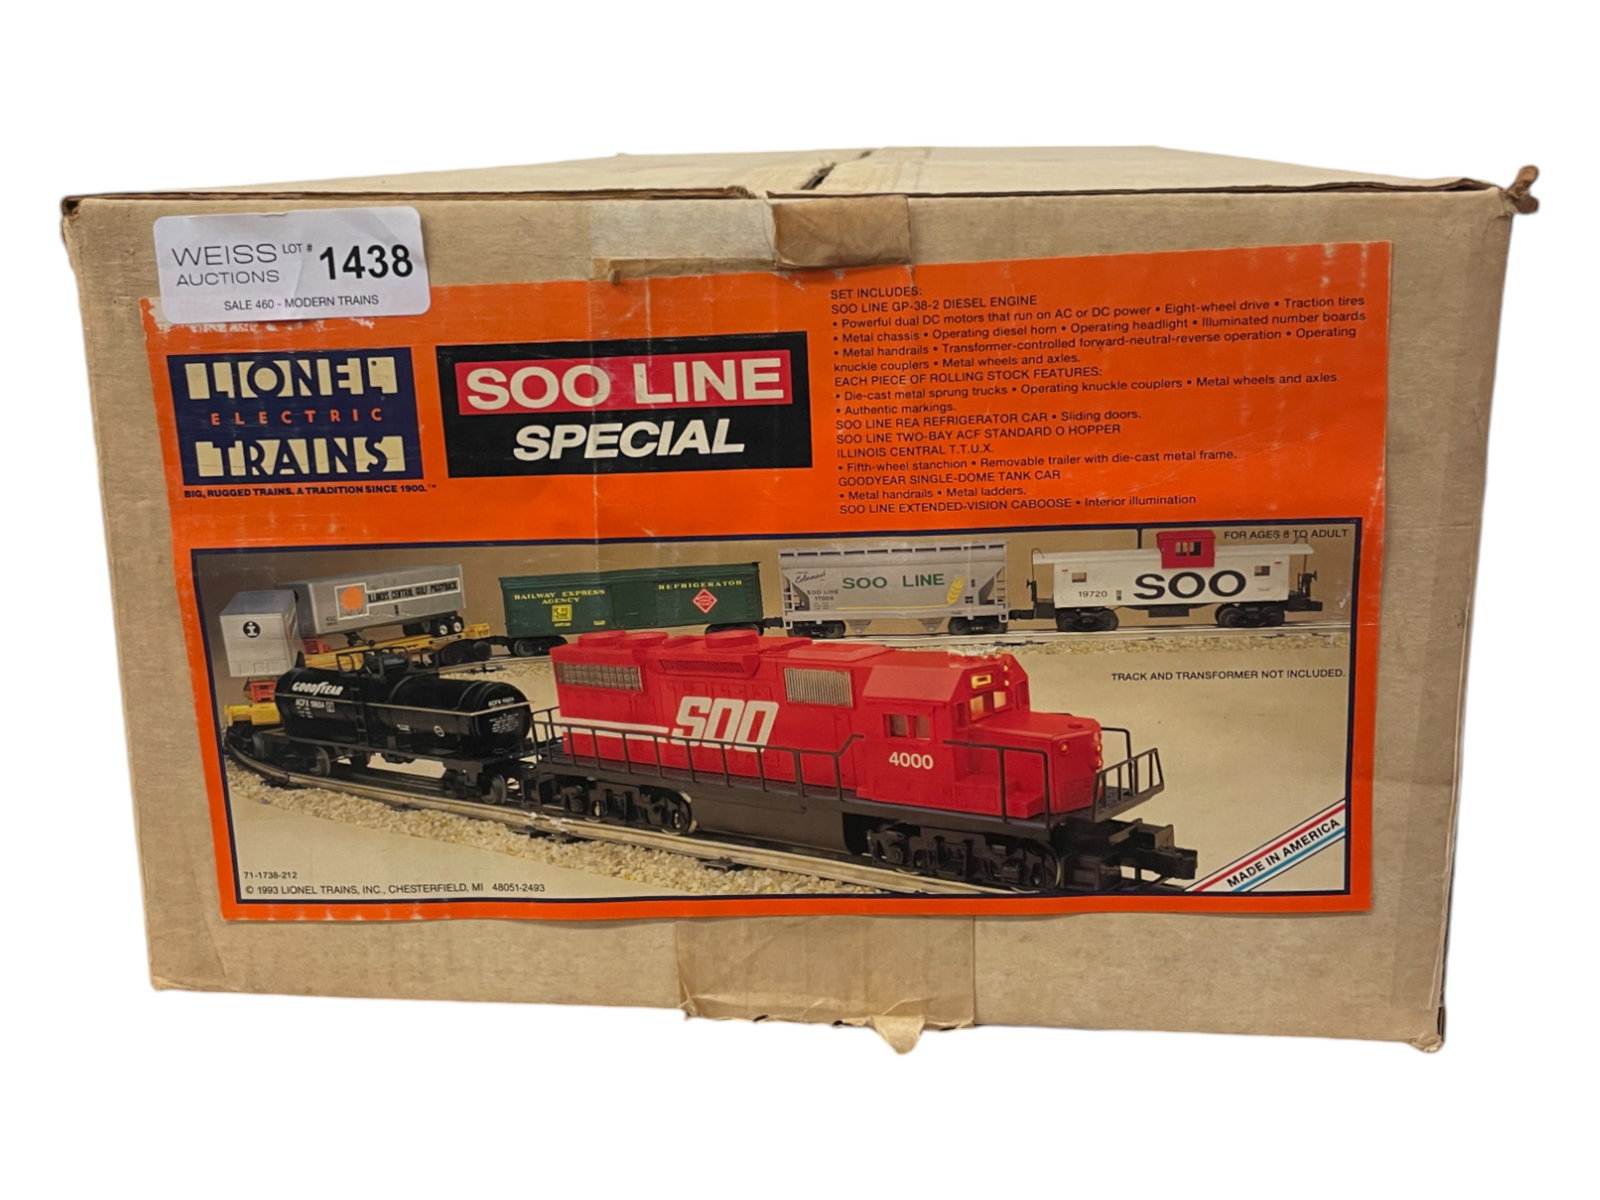 WEISS AUCTIONS LOT # 1438
SALE 460 - MODERN TRAINS
LIONEL
ELECTRIC
TRAINS
BIG, RUGGED TRAINS. A TRADITION SINCE 1900.™
SOO LINE
SPECIAL
SET INCLUDES:
SOO LINE GP-38-2 DIESEL ENGINE
• Powerful dual DC motors that run on AC or DC power • Eight-wheel drive • Traction tires
• Metal chassis • Operating diesel horn • Operating headlight • Illuminated number boards
• Metal handrails • Transformer-controlled forward-neutral-reverse operation • Operating
knuckle couplers • Metal wheels and axles.
EACH PIECE OF ROLLING STOCK FEATURES:
• Die-cast metal sprung trucks • Operating knuckle couplers • Metal wheels and axles
• Authentic markings.
SOO LINE REA REFRIGERATOR CAR • Sliding doors.
SOO LINE TWO-BAY ACF STANDARD O HOPPER
ILLINOIS CENTRAL T.T.U.X.
• Fifth-wheel stanchion • Removable trailer with die-cast metal frame.
GOODYEAR SINGLE-DOME TANK CAR
• Metal handrails • Metal ladders.
SOO LINE EXTENDED-VISION CABOOSE • Interior illumination
FOR AGES 8 TO ADULT
ILLINOIS CENTRAL GULF PIGGYBACK
RAILWAY EXPRESS
AGENCY
REFRIGERATOR
SOO LINE
SOO LINE
SOO
19720
TRACK AND TRANSFORMER NOT INCLUDED.
GOODYEAR
SOO
4000
MADE IN AMERICA
71-1738-212
© 1993 LIONEL TRAINS, INC., CHESTERFIELD, MI 48051-2493